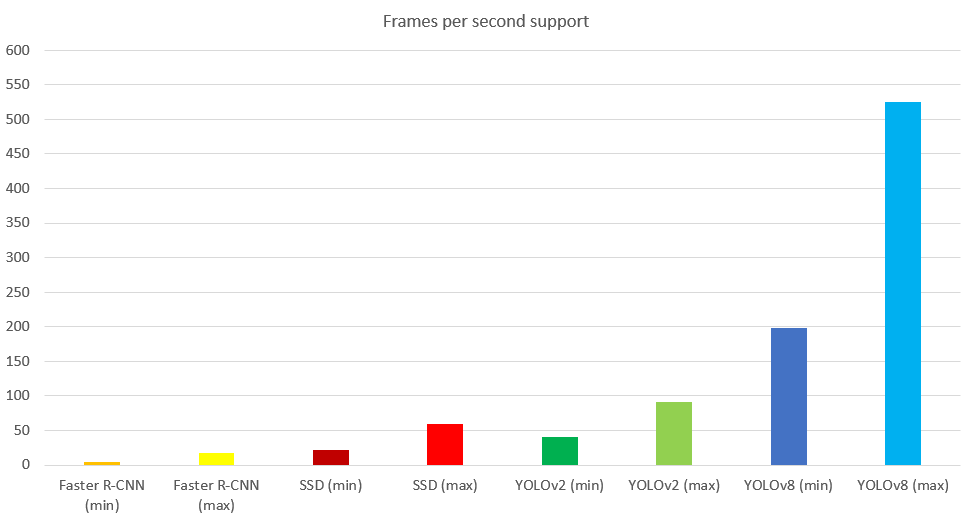 Frames per second support
600
550
500
450
400
350
300
250
200
150
100
50
0
Faster R-CNN
(min)
Faster R-CNN
(max)
SSD (min)
SSD (max)
YOLOv2 (min)
YOLOv2 (max)
YOLOv8 (min)
YOLOv8 (max)